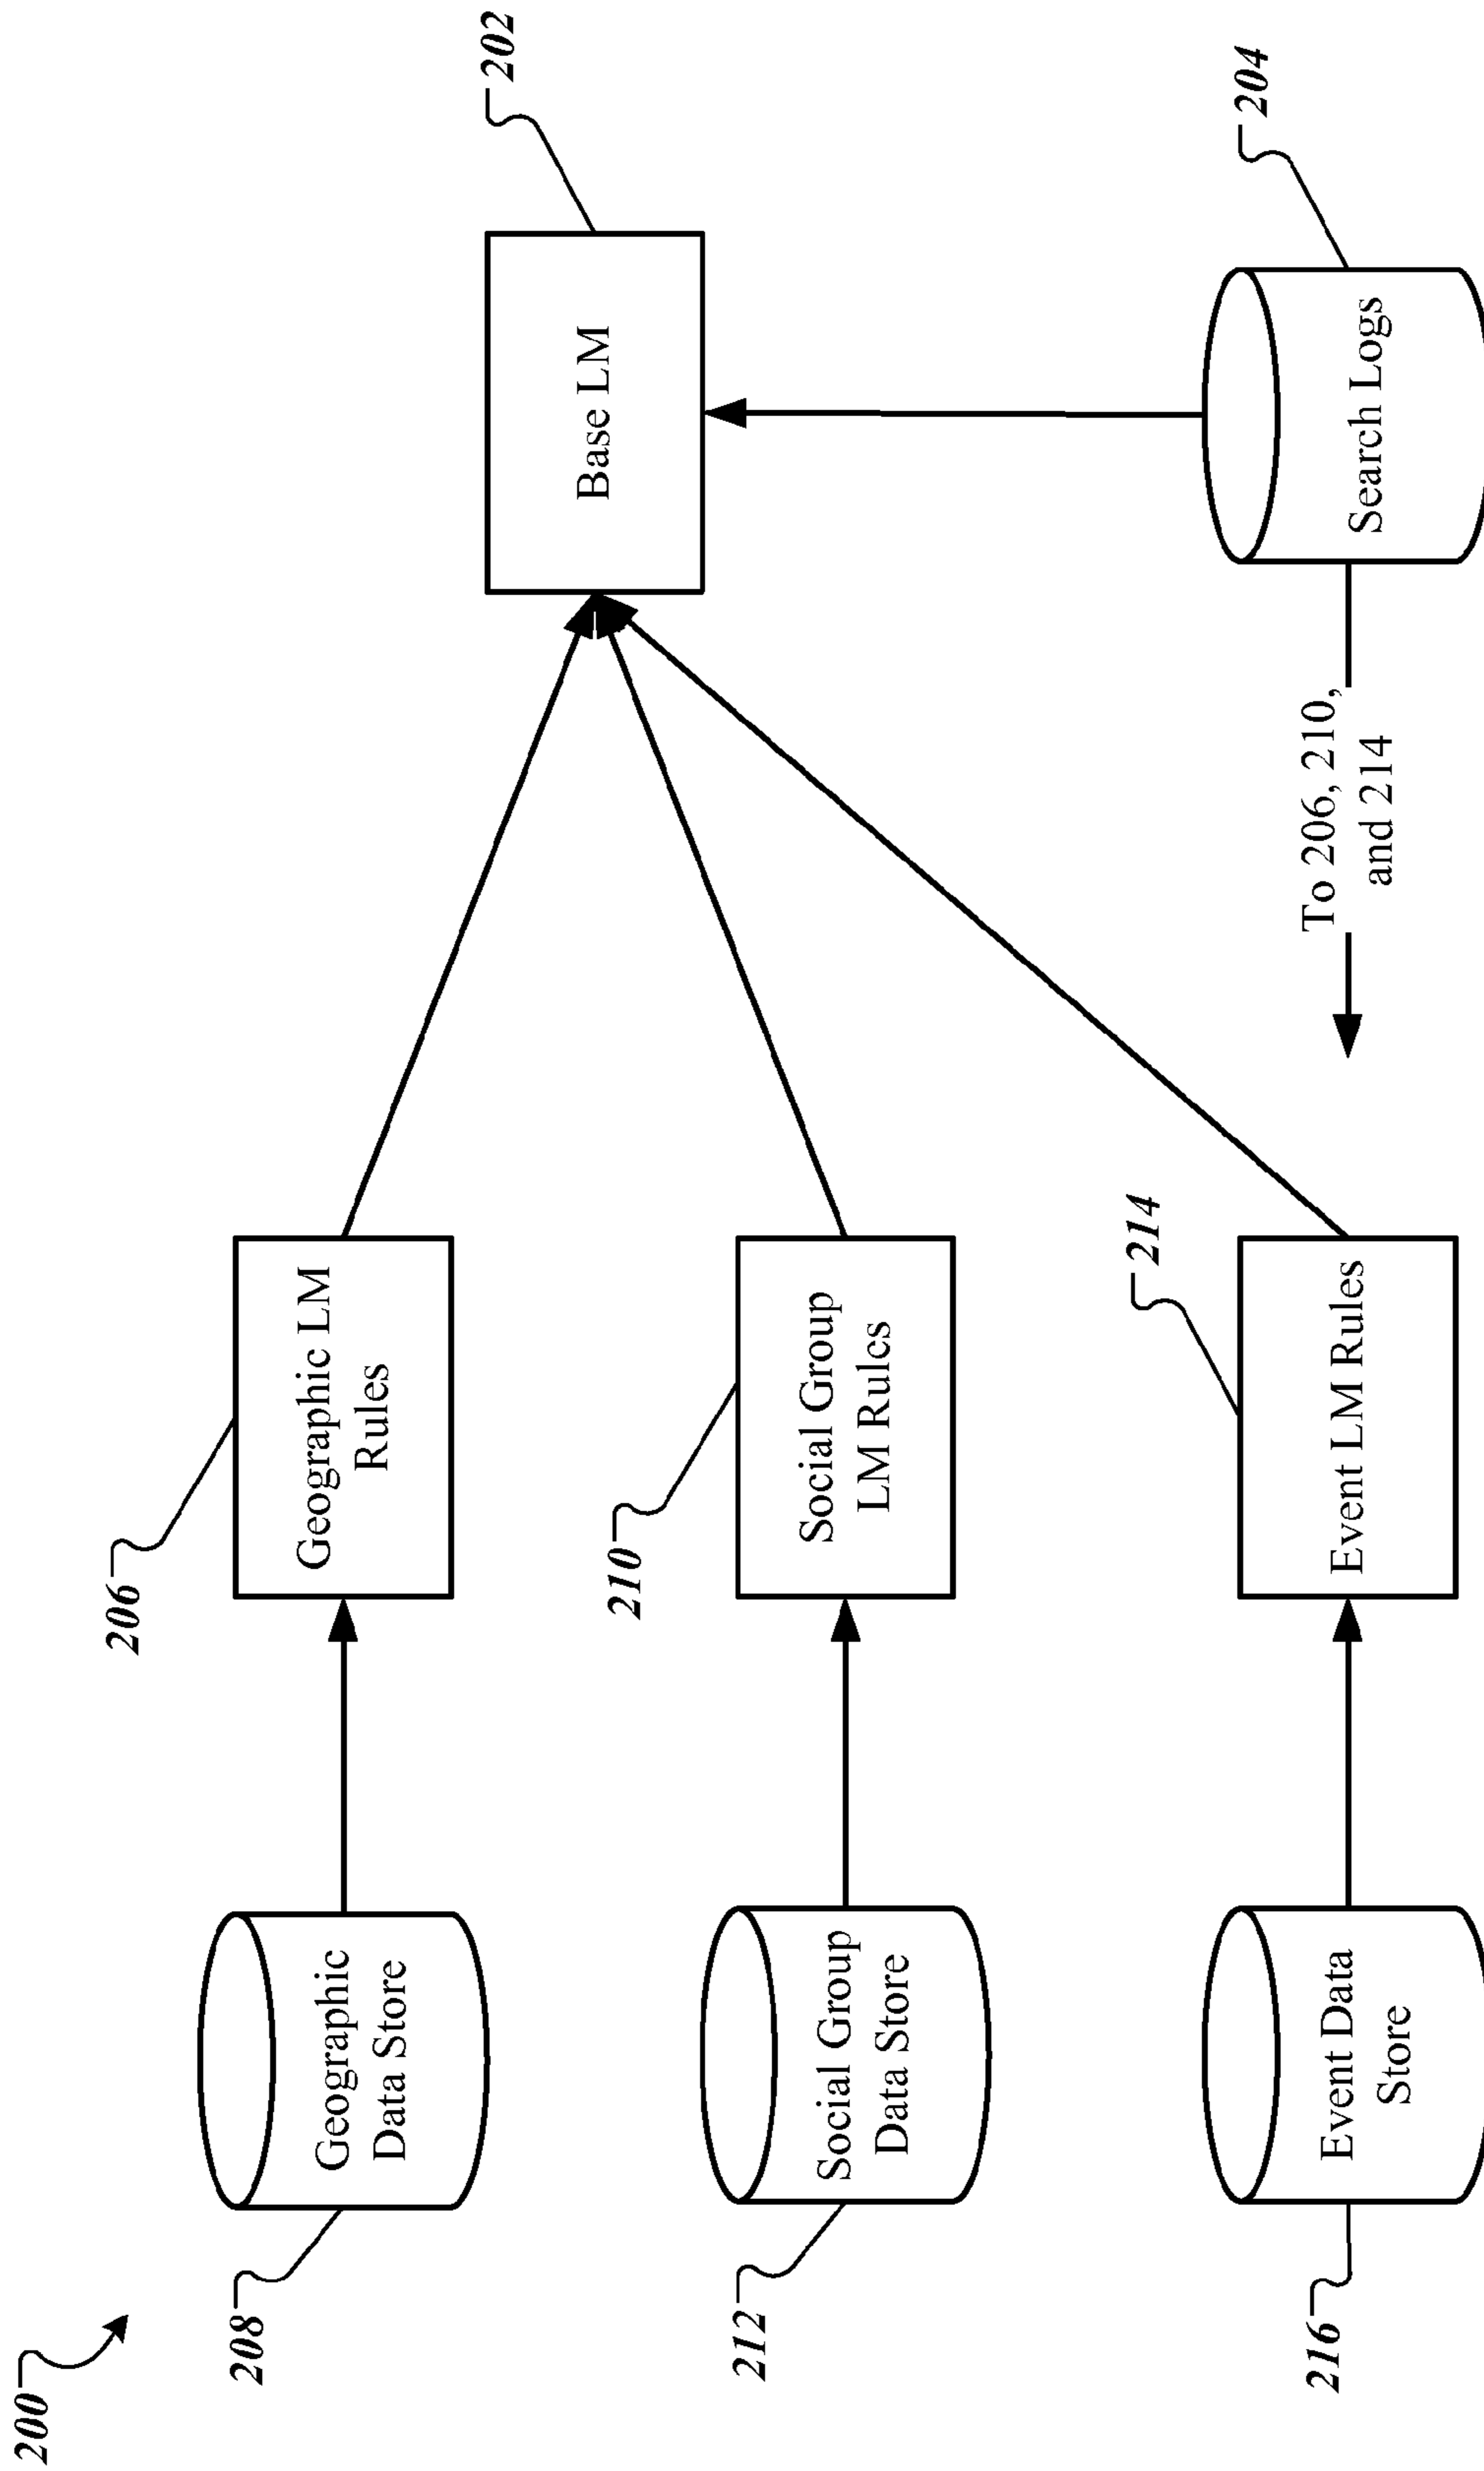 200
208
Geographic
Data Store
206
Geographic LM
Rules
202
Base LM
212
Social Group
Data Store
210
Social Group
LM Rules
216
Event Data
Store
214
Event LM Rules
To 206, 210,
and 214
204
Search Logs